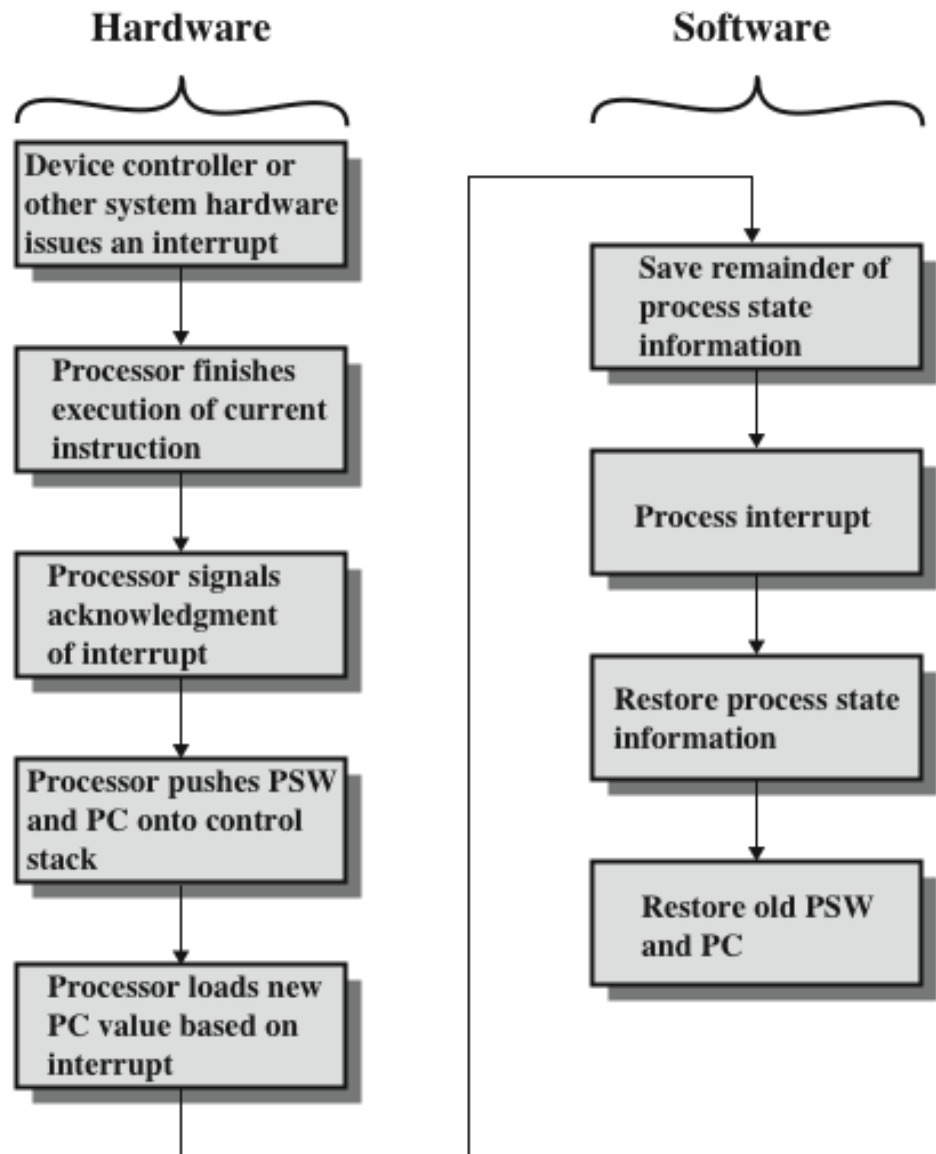 Hardware
Device controller or
other system hardware
issues an interrupt
Processor finishes
execution of current
instruction
Processor signals
acknowledgment
of interrupt
Processor pushes PSW
and PC onto control
stack
Processor loads new
PC value based on
interrupt
Software
Save remainder of
process state
information
Process interrupt
Restore process state
information
Restore old PSW
and PC